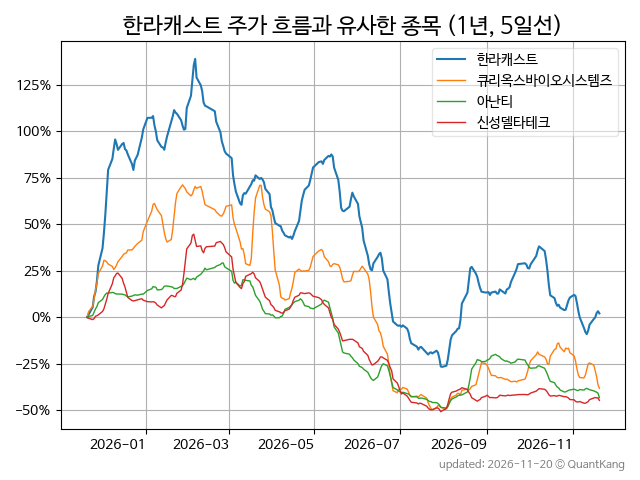 한라캐스트 주가 흐름과 유사한 종목 (1년, 5일선)
한라캐스트
큐리옥스바이오시스템즈
아난티
신성델타테크
125%
100%
75%
50%
25%
0%
−25%
−50%
2026-01 2026-03 2026-05 2026-07 2026-09 2026-11
updated: 2026-11-20 © QuantKang